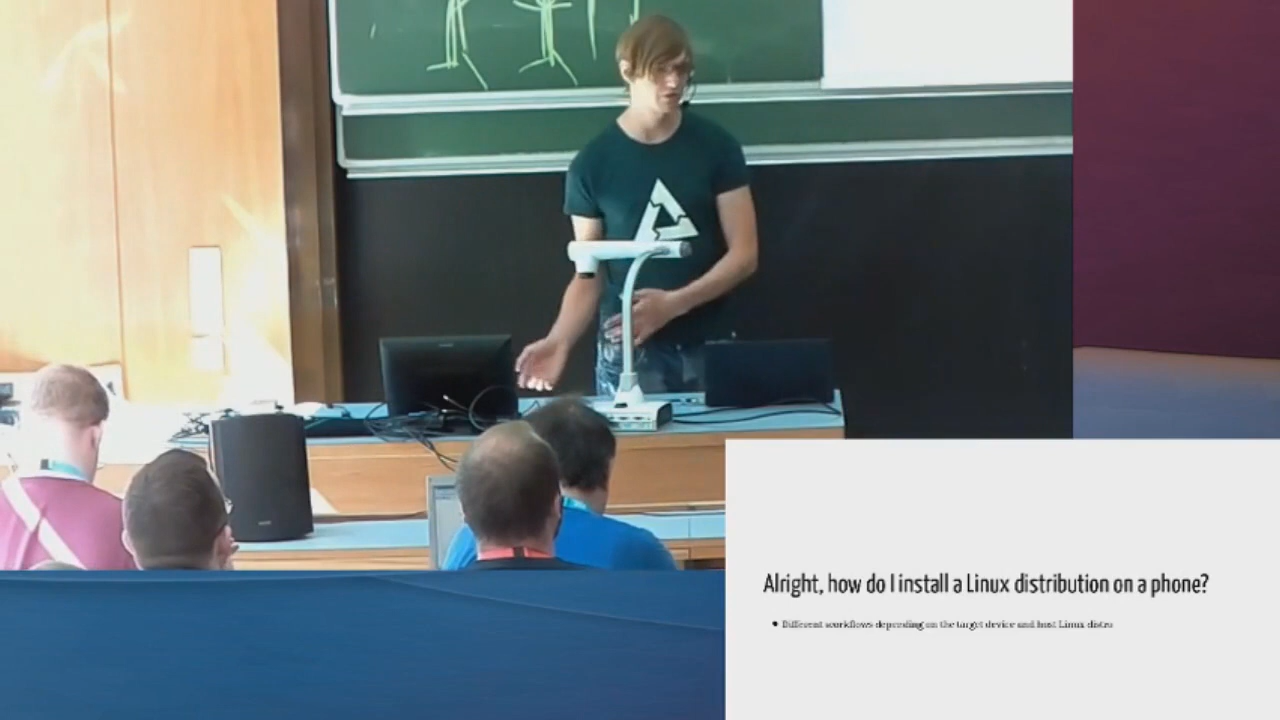 Alright, how do I install a Linux distribution on a phone?
• Different workflows depending on the target device and host Linux distro